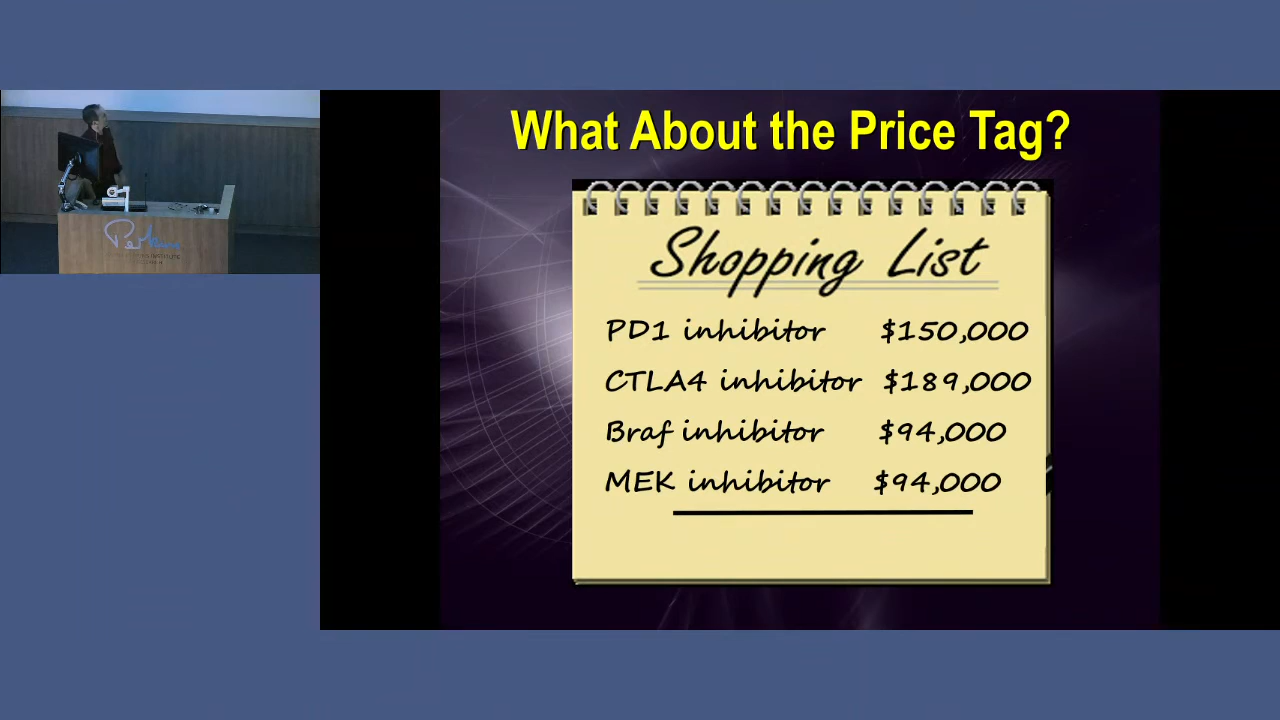 What About the Price Tag?
Shopping List
PD1 inhibitor $150,000
CTLA4 inhibitor $189,000
Braf inhibitor $94,000
MEK inhibitor $94,000
Perkins